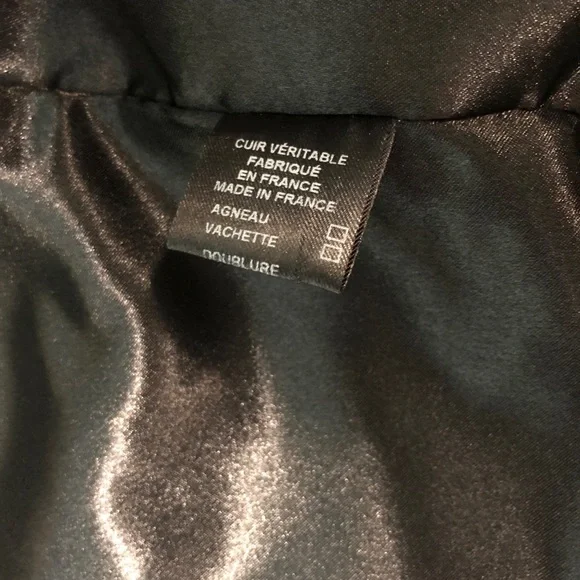 CUIR VÉRITABLE
FABRIQUÉ
EN FRANCE
MADE IN FRANCE
AGNEAU
VACHETTE
DOUBLURE